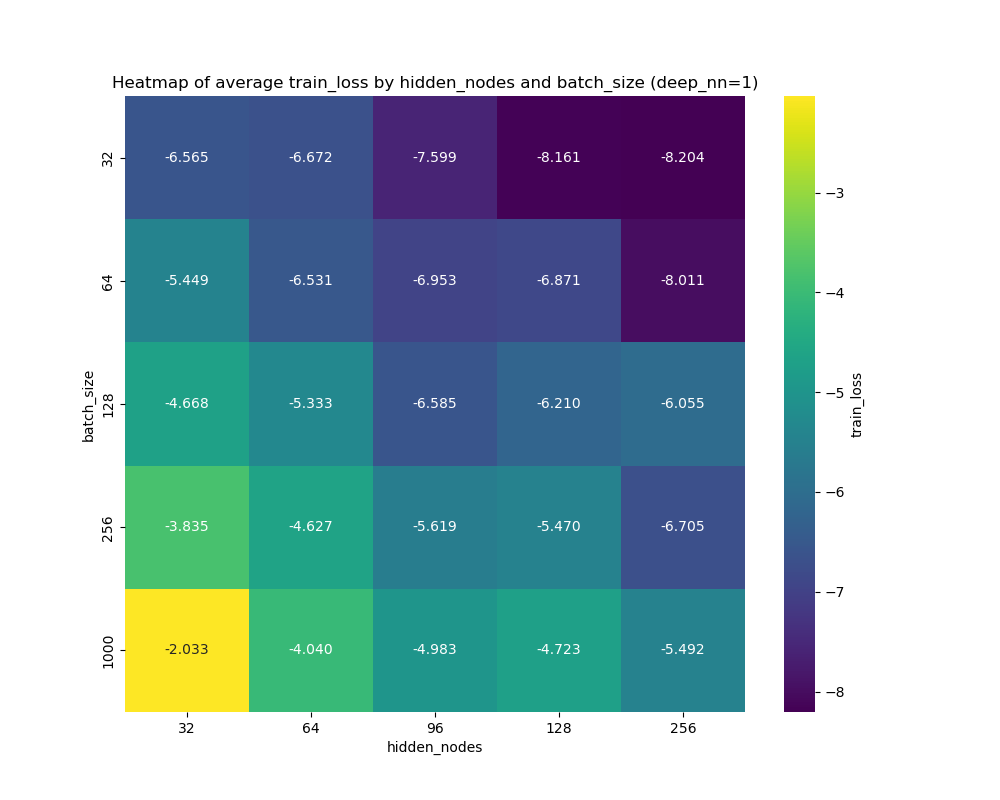 Heatmap of average train_loss by hidden_nodes and batch_size (deep_nn=1)
32 -6.565 -6.672 -7.599 -8.161 -8.204
64 -5.449 -6.531 -6.953 -6.871 -8.011
128 -4.668 -5.333 -6.585 -6.210 -6.055
256 -3.835 -4.627 -5.619 -5.470 -6.705
1000 -2.033 -4.040 -4.983 -4.723 -5.492
batch_size
32 64 96 128 256
hidden_nodes
−3
−4
−5
−6
−7
−8
train_loss